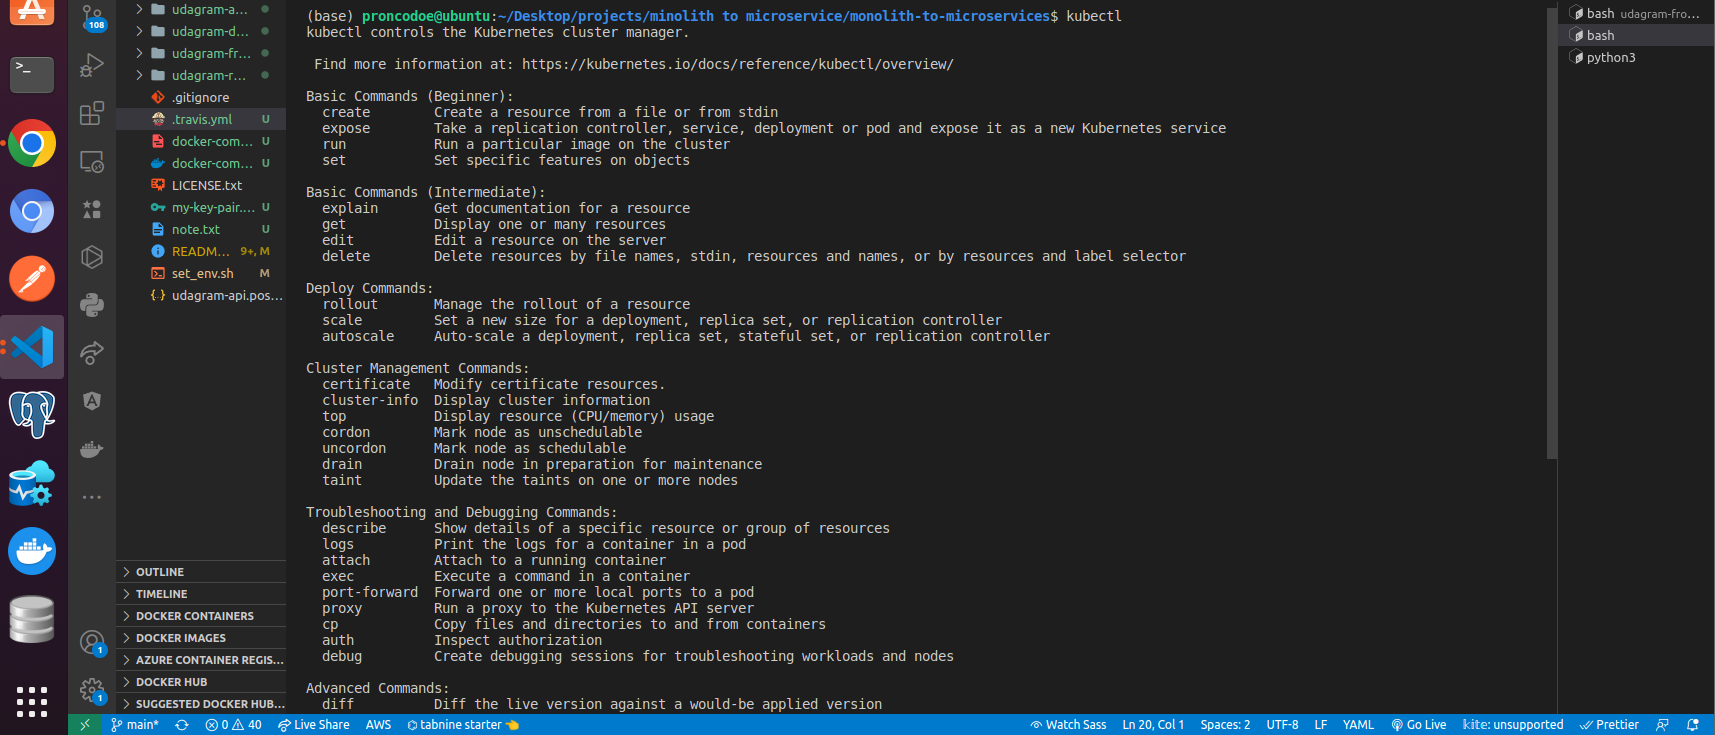 108
udagram-a...
udagram-d...
udagram-fr...
udagram-r...
.gitignore
.travis.yml U
docker-com... U
docker-com... U
LICENSE.txt
my-key-pair.... U
note.txt U
READM... 9+, M
set_env.sh M
udagram-api.pos...
OUTLINE
TIMELINE
DOCKER CONTAINERS
DOCKER IMAGES
AZURE CONTAINER REGIS...
DOCKER HUB
SUGGESTED DOCKER HUB...
1
1
(base) proncodoe@ubuntu:~/Desktop/projects/minolith to microservice/monolith-to-microservices$ kubectl
kubectl controls the Kubernetes cluster manager.
Find more information at: https://kubernetes.io/docs/reference/kubectl/overview/
Basic Commands (Beginner):
create Create a resource from a file or from stdin
expose Take a replication controller, service, deployment or pod and expose it as a new Kubernetes service
run Run a particular image on the cluster
set Set specific features on objects
Basic Commands (Intermediate):
explain Get documentation for a resource
get Display one or many resources
edit Edit a resource on the server
delete Delete resources by file names, stdin, resources and names, or by resources and label selector
Deploy Commands:
rollout Manage the rollout of a resource
scale Set a new size for a deployment, replica set, or replication controller
autoscale Auto-scale a deployment, replica set, stateful set, or replication controller
Cluster Management Commands:
certificate Modify certificate resources.
cluster-info Display cluster information
top Display resource (CPU/memory) usage
cordon Mark node as unschedulable
uncordon Mark node as schedulable
drain Drain node in preparation for maintenance
taint Update the taints on one or more nodes
Troubleshooting and Debugging Commands:
describe Show details of a specific resource or group of resources
logs Print the logs for a container in a pod
attach Attach to a running container
exec Execute a command in a container
port-forward Forward one or more local ports to a pod
proxy Run a proxy to the Kubernetes API server
cp Copy files and directories to and from containers
auth Inspect authorization
debug Create debugging sessions for troubleshooting workloads and nodes
Advanced Commands:
diff Diff the live version against a would-be applied version
bash udagram-fro...
bash
python3
main* 0 40 Live Share AWS tabnine starter Watch Sass Ln 20, Col 1 Spaces: 2 UTF-8 LF YAML Go Live kite: unsupported Prettier